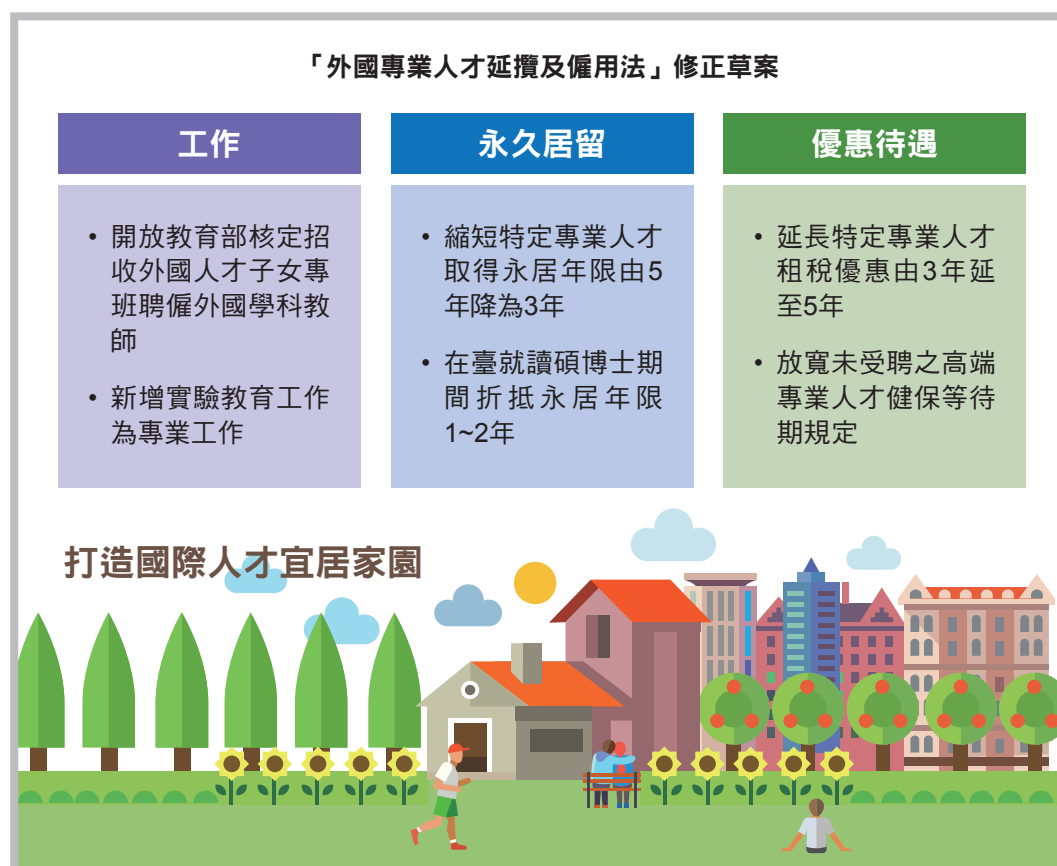 「外國專業人才延攬及僱用法」修正草案
工作
• 開放教育部核定招
收外國人才子女專
班聘僱外國學科教
師
• 新增實驗教育工作
為專業工作
永久居留
• 縮短特定專業人才
取得永居年限由5
年降為3年
• 在臺就讀碩博士期
間折抵永居年限
1~2年
優惠待遇
• 延長特定專業人才
租稅優惠由3年延
至5年
• 放寬未受聘之高端
專業人才健保等待
期規定
打造國際人才宜居家園